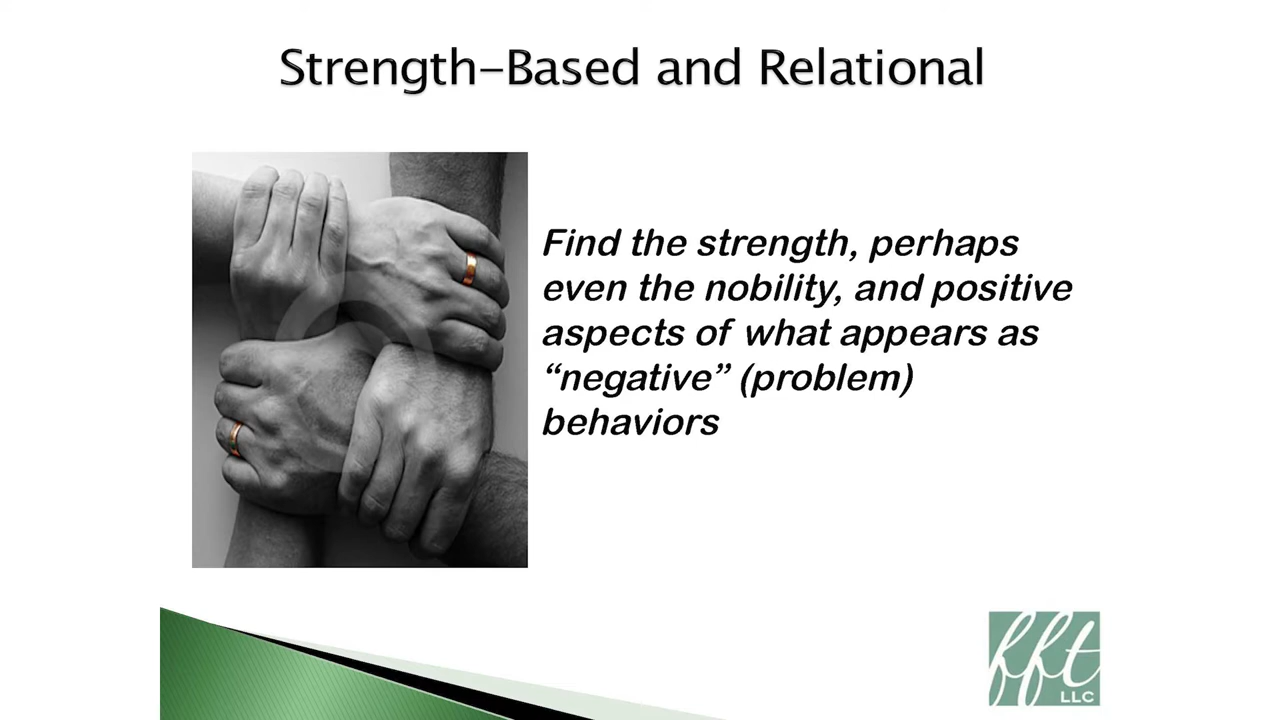 Strength-Based and Relational
Find the strength, perhaps
even the nobility, and positive
aspects of what appears as
“negative” (problem)
behaviors
fft
LLC